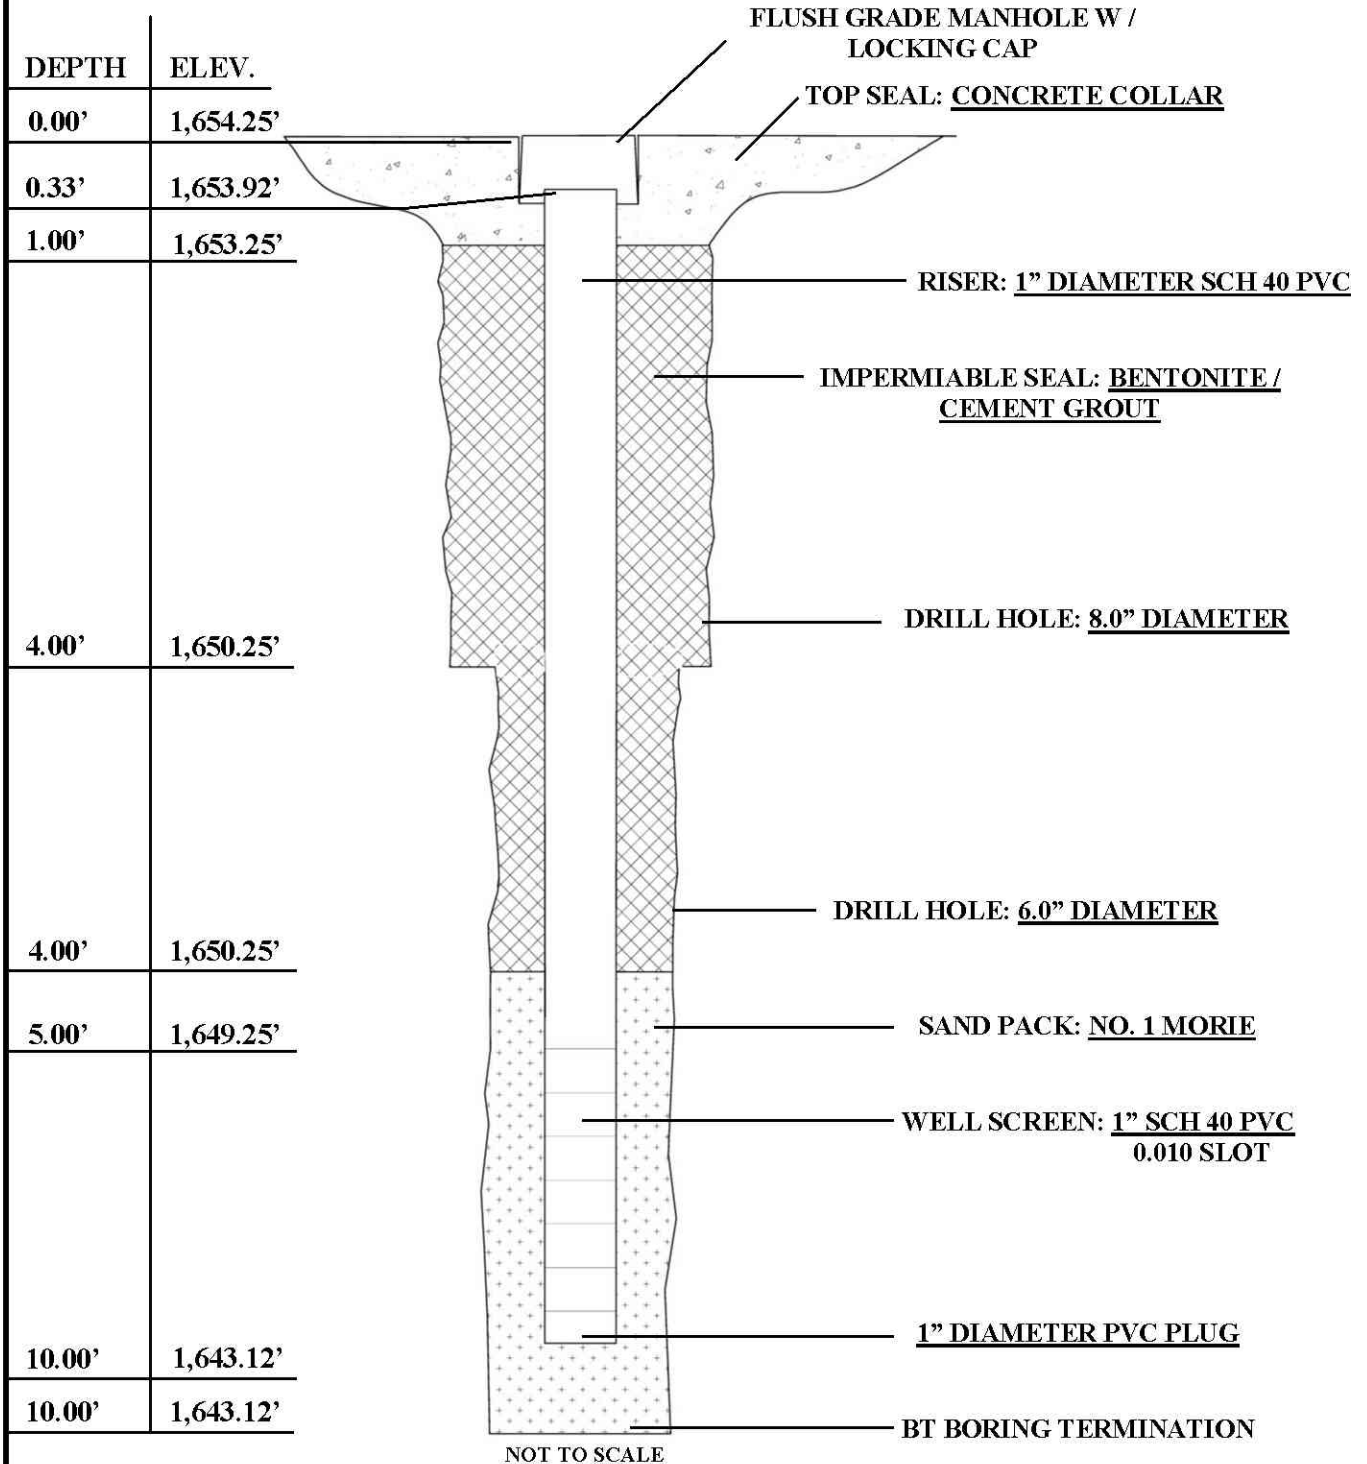 FLUSH GRADE MANHOLE W /
LOCKING CAP
DEPTH ELEV.
TOP SEAL: CONCRETE COLLAR
0.00’ 1,654.25’
0.33’ 1,653.92’
1.00’ 1,653.25’
RISER: 1” DIAMETER SCH 40 PVC
IMPERMIABLE SEAL: BENTONITE /
CEMENT GROUT
DRILL HOLE: 8.0” DIAMETER
4.00’ 1,650.25’
DRILL HOLE: 6.0” DIAMETER
4.00’ 1,650.25’
SAND PACK: NO. 1 MORIE
5.00’ 1,649.25’
WELL SCREEN: 1” SCH 40 PVC
0.010 SLOT
1” DIAMETER PVC PLUG
10.00’ 1,643.12’
10.00’ 1,643.12’
BT BORING TERMINATION
NOT TO SCALE